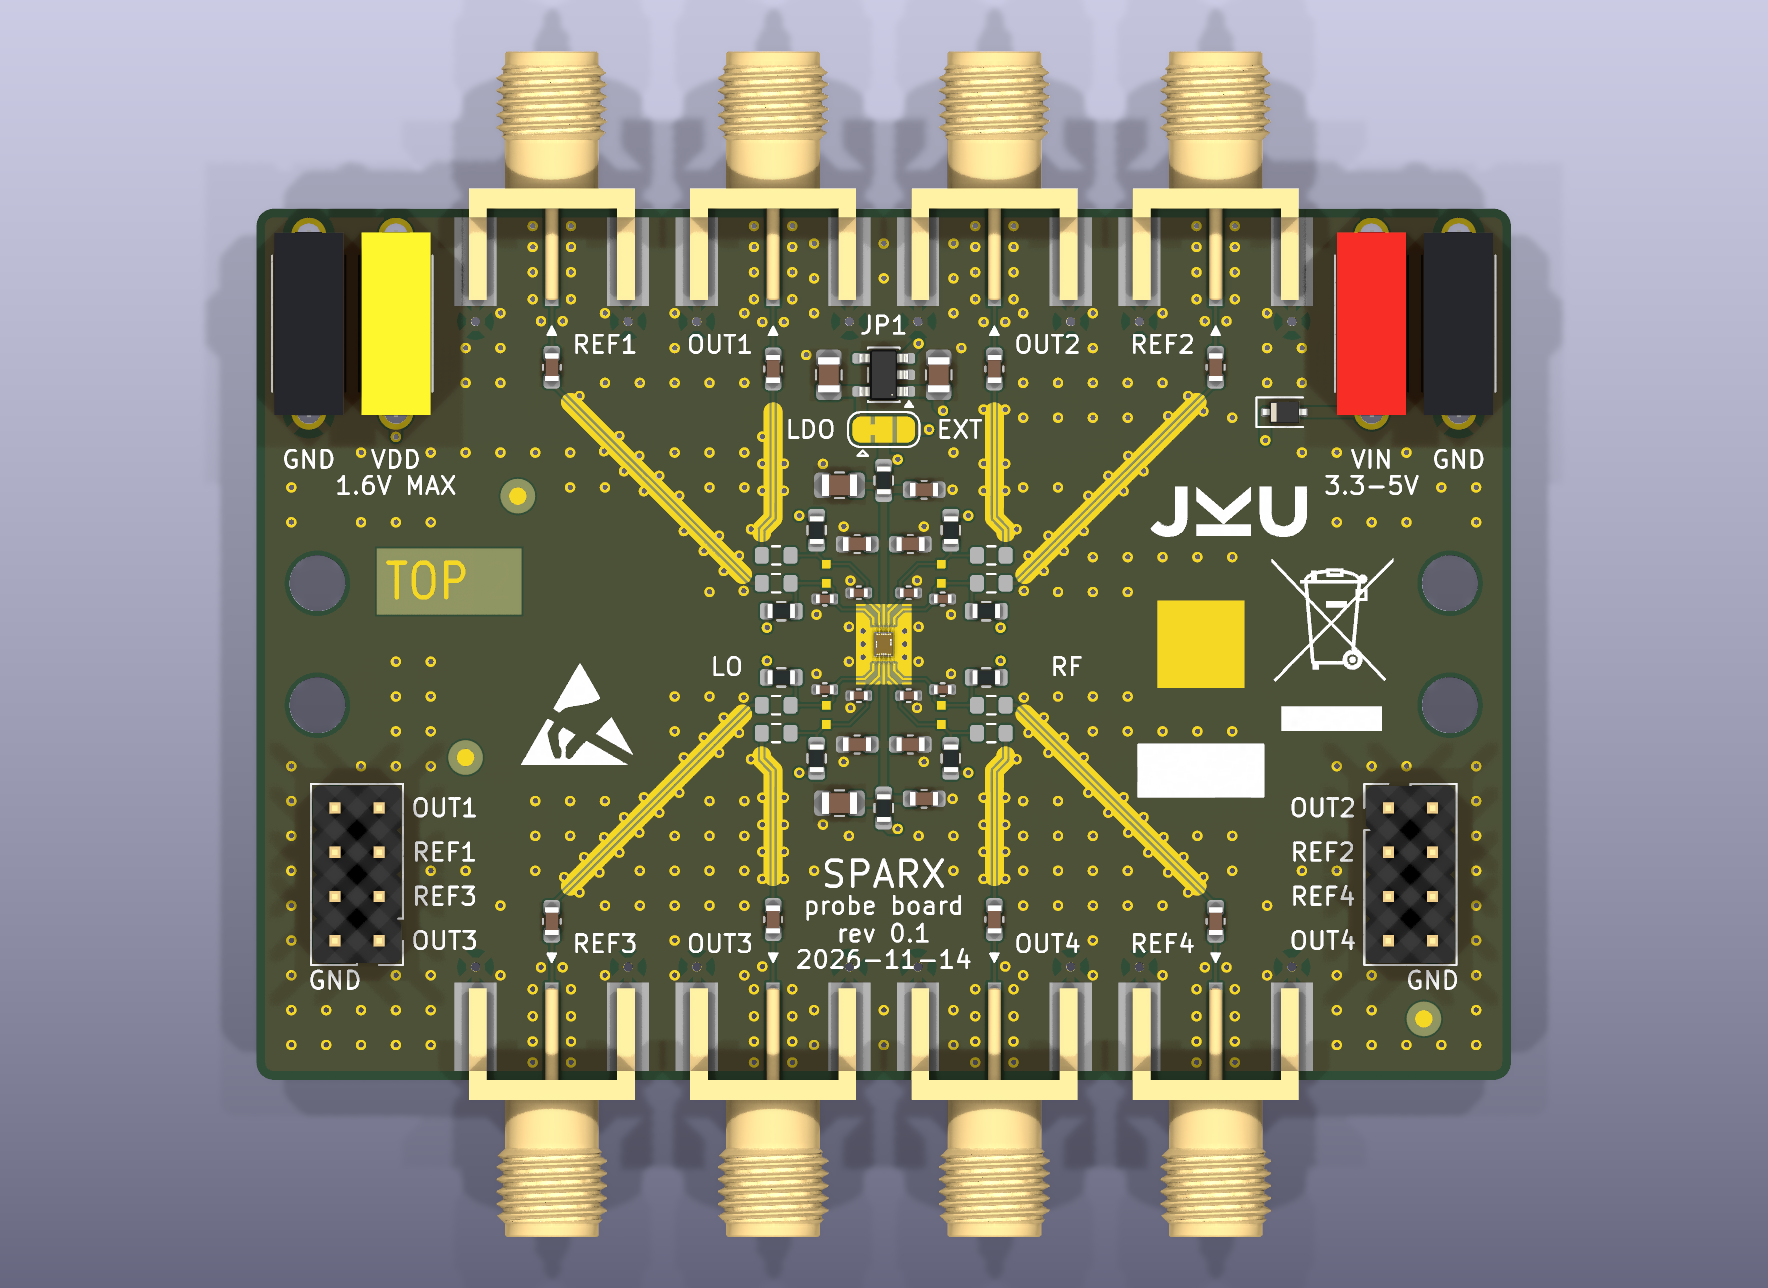 REF1
OUT1
JP1
OUT2
REF2
LDO
EXT
GND
VDD
1.6V MAX
VIN
GND
3.3-5V
JKU
TOP
LO
RF
OUT1
REF1
REF3
OUT3
GND
OUT2
REF2
REF4
OUT4
GND
SPARX
probe board
rev 0.1
2025-11-14
REF3
OUT3
OUT4
REF4